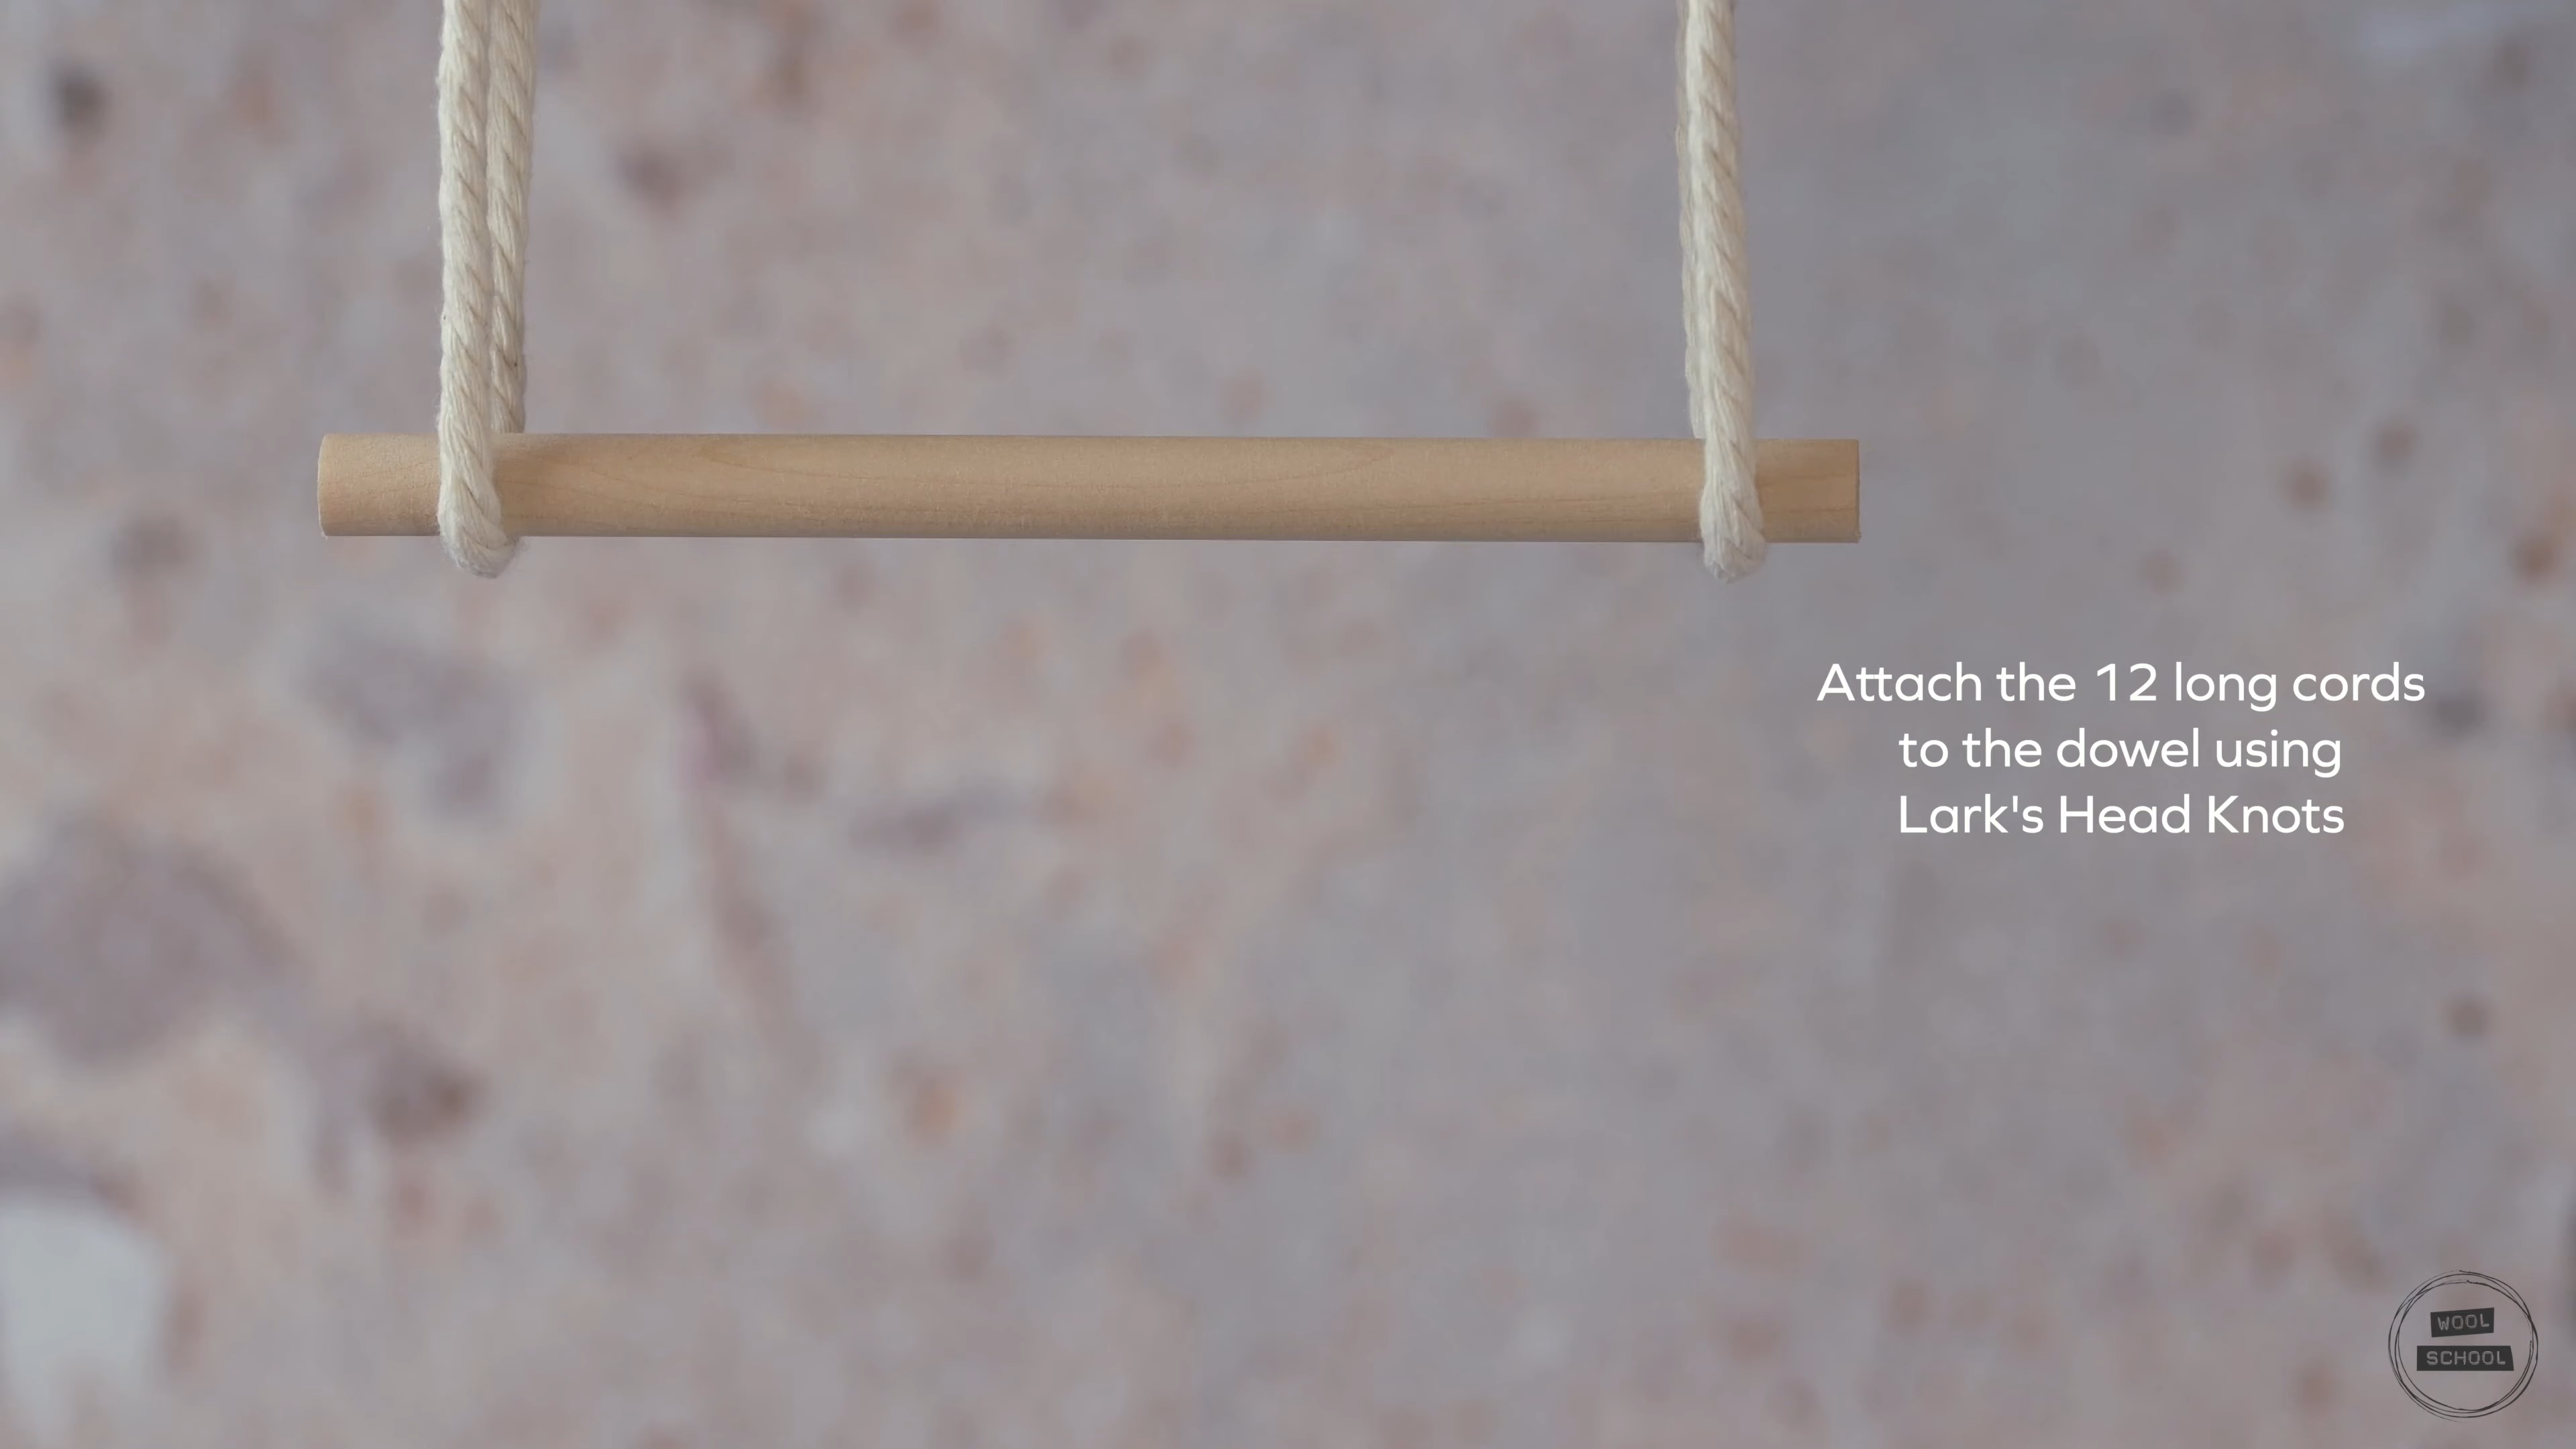 Attach the 12 long cords
to the dowel using
Lark's Head Knots
WOOL
SCHOOL